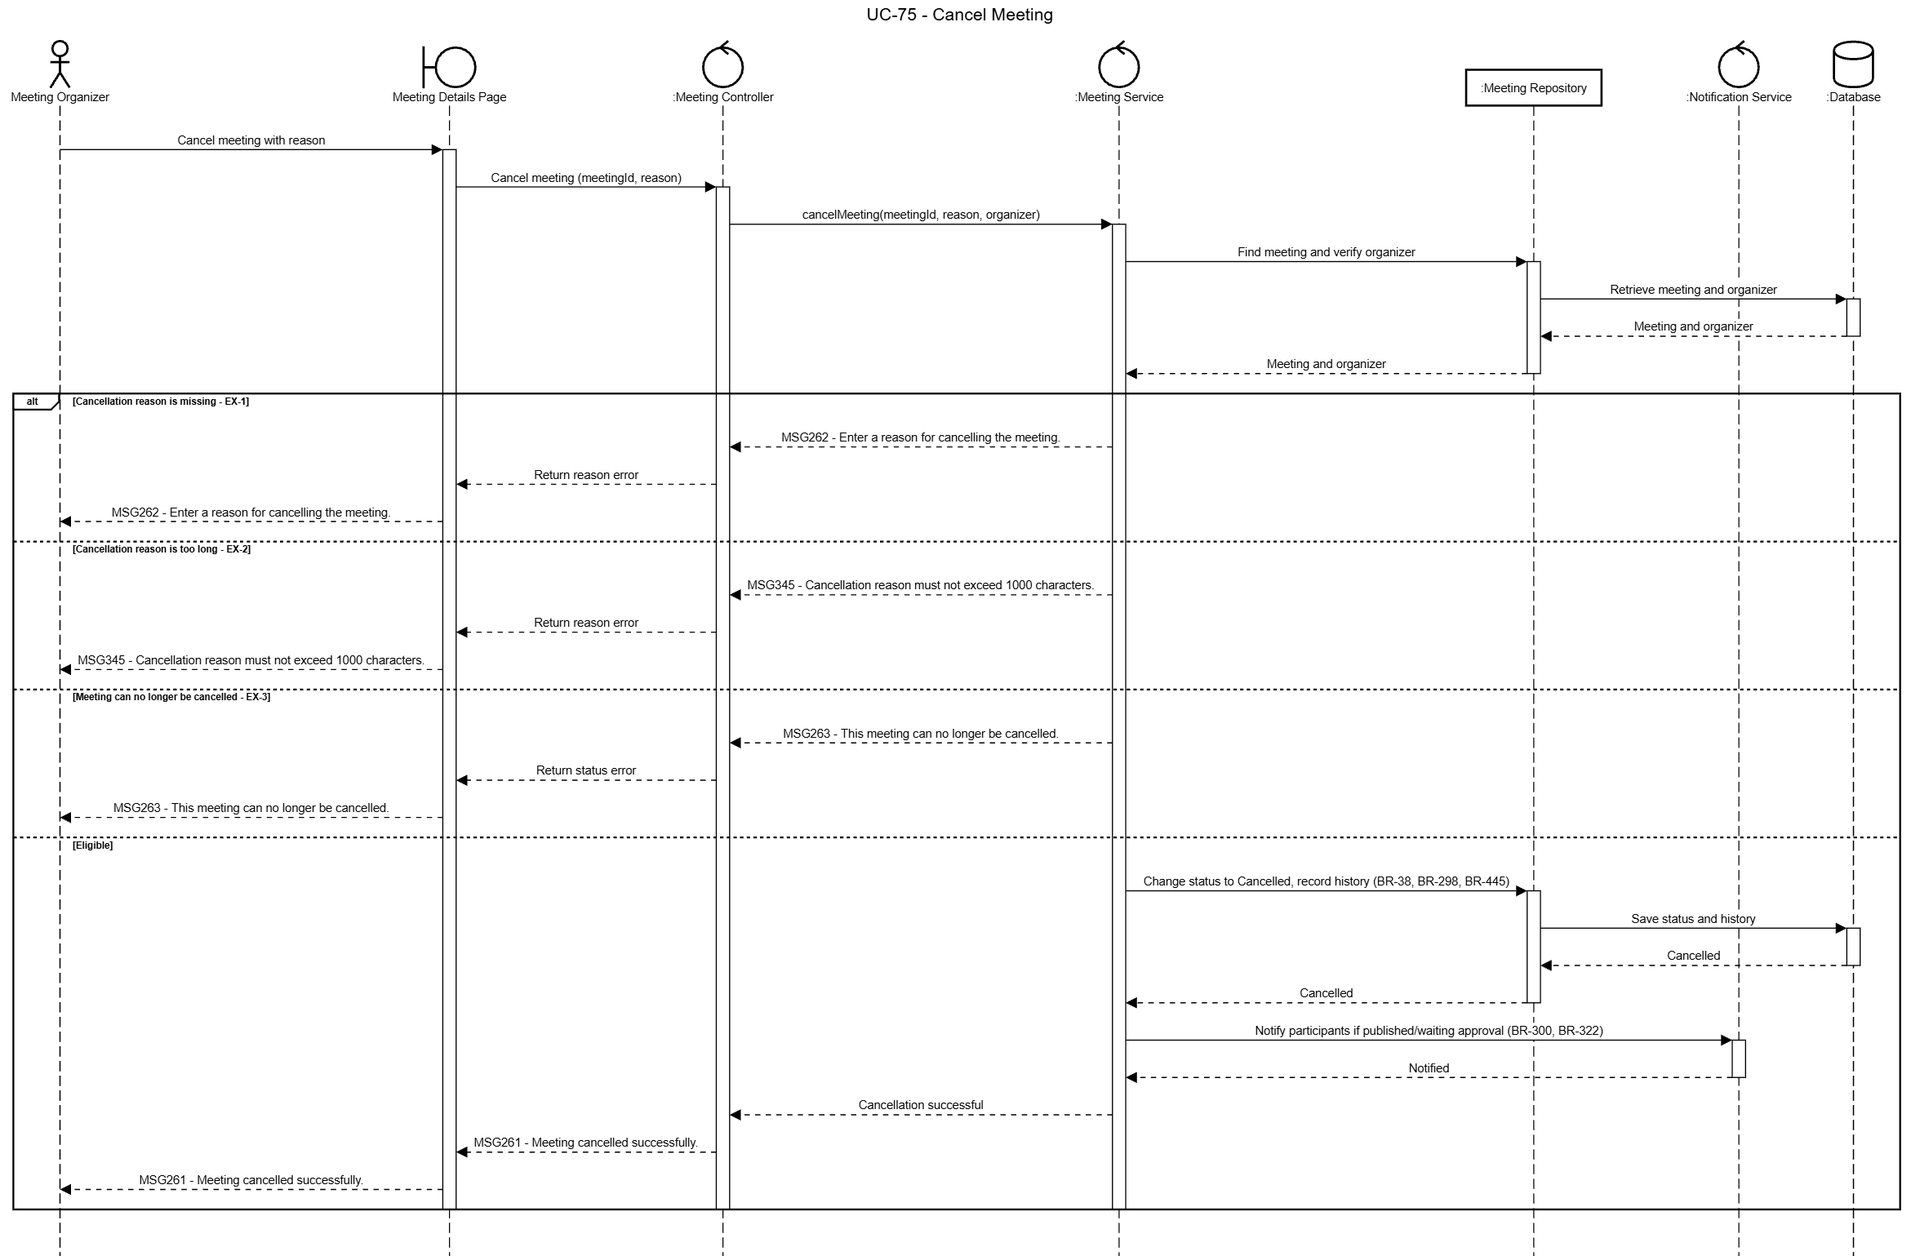 UC-75 - Cancel Meeting
Meeting Organizer
Meeting Details Page
:Meeting Controller
:Meeting Service
:Meeting Repository
:Notification Service
:Database
Cancel meeting with reason
Cancel meeting (meetingId, reason)
cancelMeeting(meetingId, reason, organizer)
Find meeting and verify organizer
Retrieve meeting and organizer
Meeting and organizer
Meeting and organizer
alt
[Cancellation reason is missing - EX-1]
MSG262 - Enter a reason for cancelling the meeting.
Return reason error
MSG262 - Enter a reason for cancelling the meeting.
[Cancellation reason is too long - EX-2]
MSG345 - Cancellation reason must not exceed 1000 characters.
Return reason error
MSG345 - Cancellation reason must not exceed 1000 characters.
[Meeting can no longer be cancelled - EX-3]
MSG263 - This meeting can no longer be cancelled.
Return status error
MSG263 - This meeting can no longer be cancelled.
[Eligible]
Change status to Cancelled, record history (BR-38, BR-298, BR-445)
Save status and history
Cancelled
Cancelled
Notify participants if published/waiting approval (BR-300, BR-322)
Notified
Cancellation successful
MSG261 - Meeting cancelled successfully.
MSG261 - Meeting cancelled successfully.